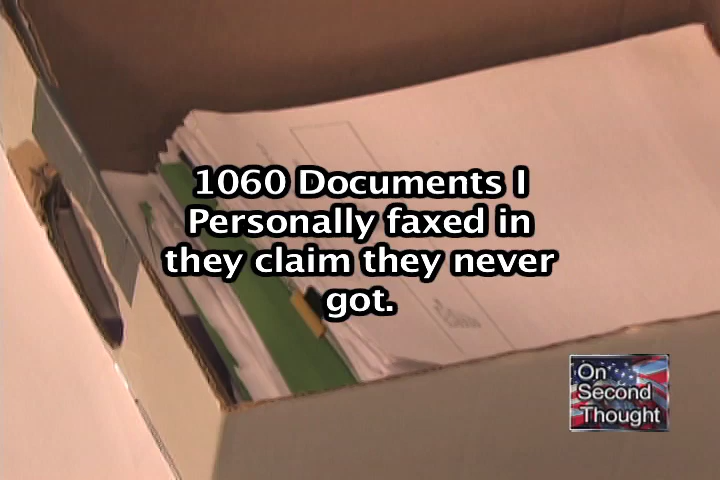 1060 Documents I
Personally faxed in
they claim they never
got.
On
Second
Thought